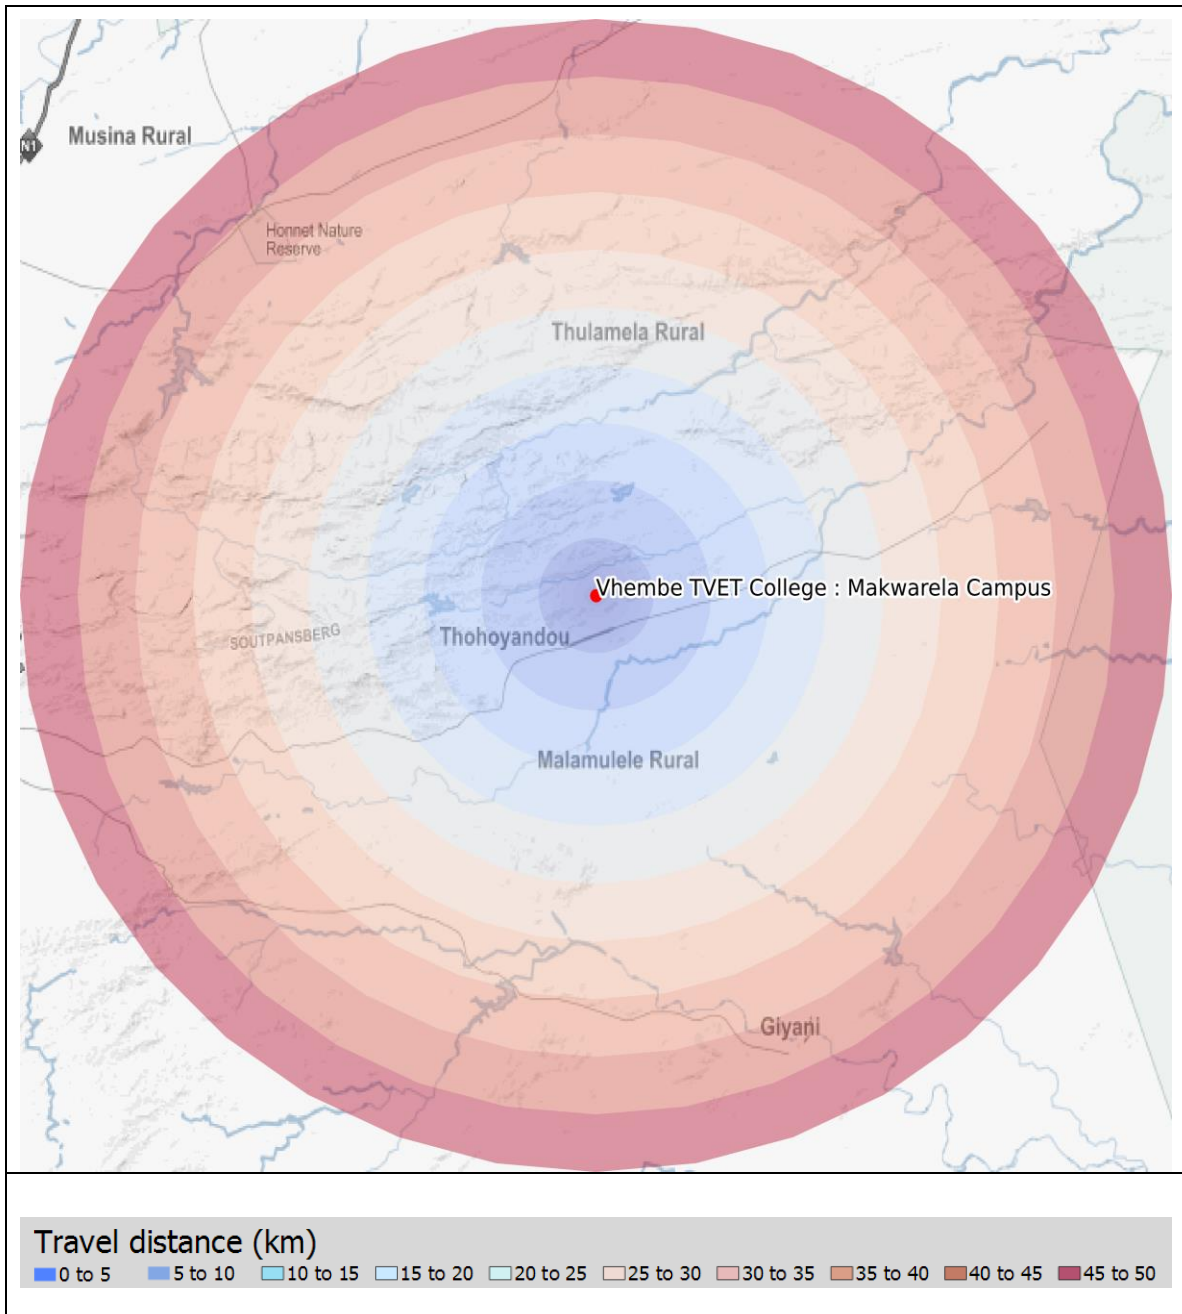 N1
Musina Rural
Honnet Nature
Reserve
Thulamela Rural
Vhembe TVET College : Makwarela Campus
SOUTPANSBERG
Thohoyandou
Malamulele Rural
Giyani
Travel distance (km)
0 to 5 5 to 10 10 to 15 15 to 20 20 to 25 25 to 30 30 to 35 35 to 40 40 to 45 45 to 50